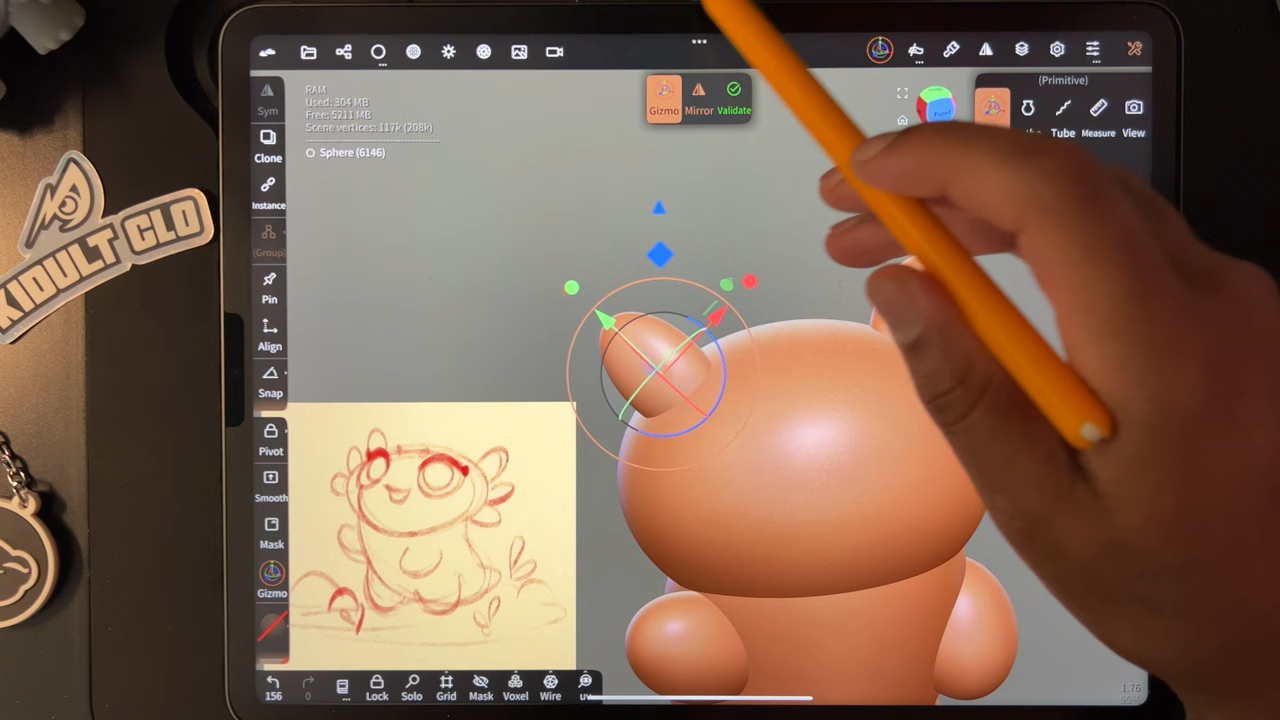 RAM
Used: 304 MB
Free: 5211 MB
Scene vertices: 117k (208k)
Sphere (6146)
Gizmo
Mirror
Validate
(Primitive)
Front
Tube
Measure
View
Sym
Clone
Instance
(Group)
Pin
Align
Snap
Pivot
Smooth
Mask
Gizmo
KIDULT CLO
156
0
Lock
Solo
Grid
Mask
Voxel
Wire
1.76